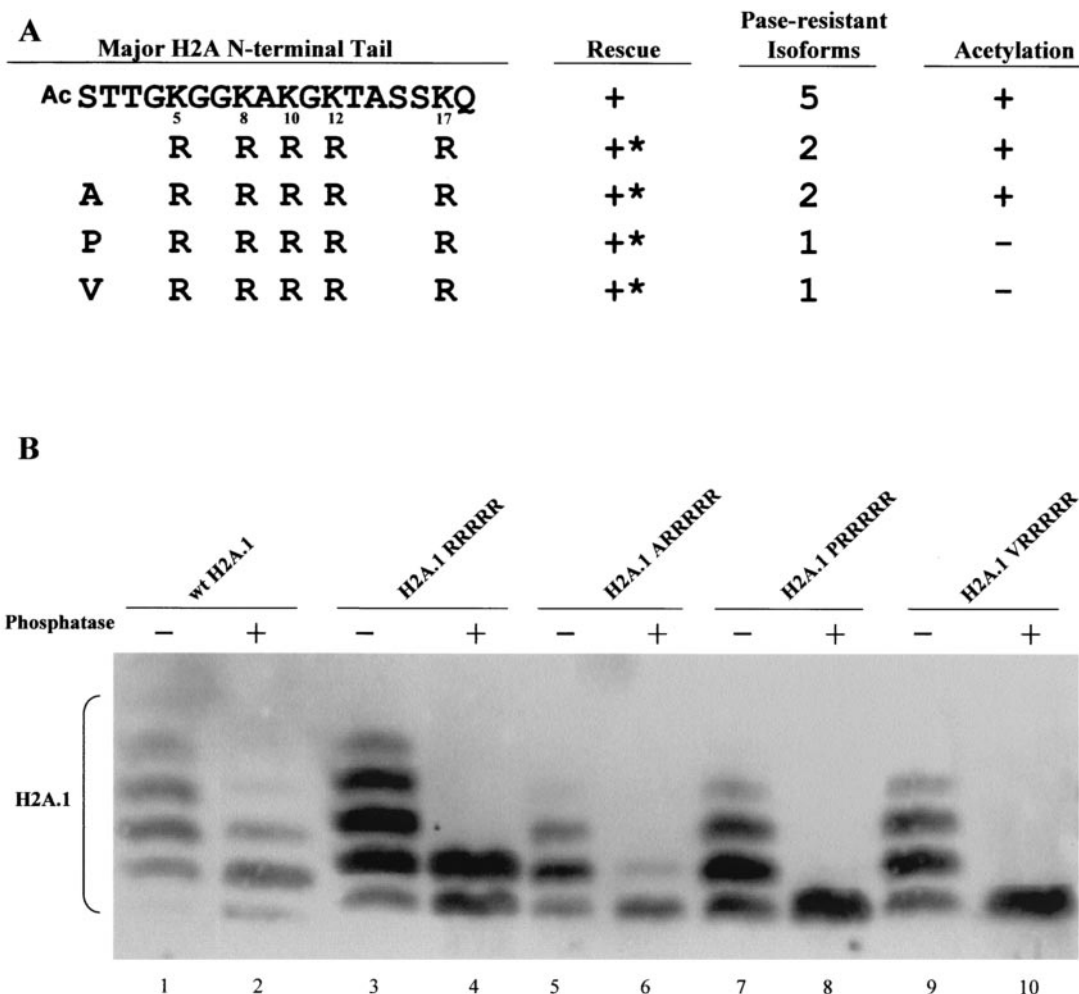 A
Major H2A N-terminal Tail Rescue Pase-resistant Isoforms Acetylation
Ac STTGKGGKAKGKTASSKQ + 5 +
5 8 10 12 17
R R R R R +* 2 +
A R R R R R +* 2 +
P R R R R R +* 1 −
V R R R R R +* 1 −
B
wt H2A.1 H2A.1 RRRRR H2A.1 ARRRRR H2A.1 PRRRRR H2A.1 VRRRRR
Phosphatase − + − + − + − + − +
H2A.1
1 2 3 4 5 6 7 8 9 10